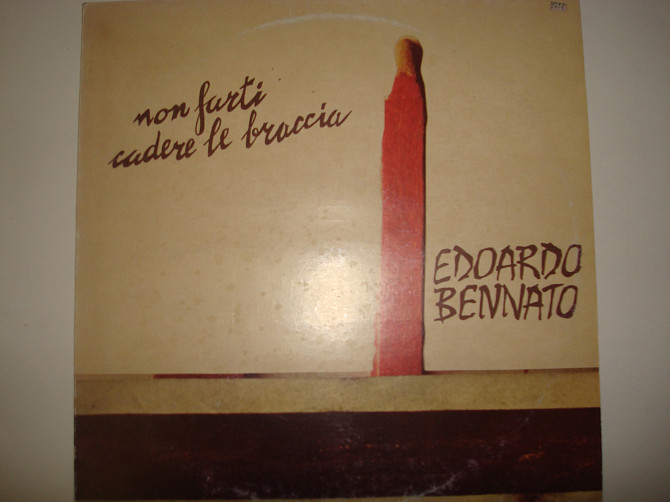 non farti
cadere le braccia
EDOARDO
BENNATO